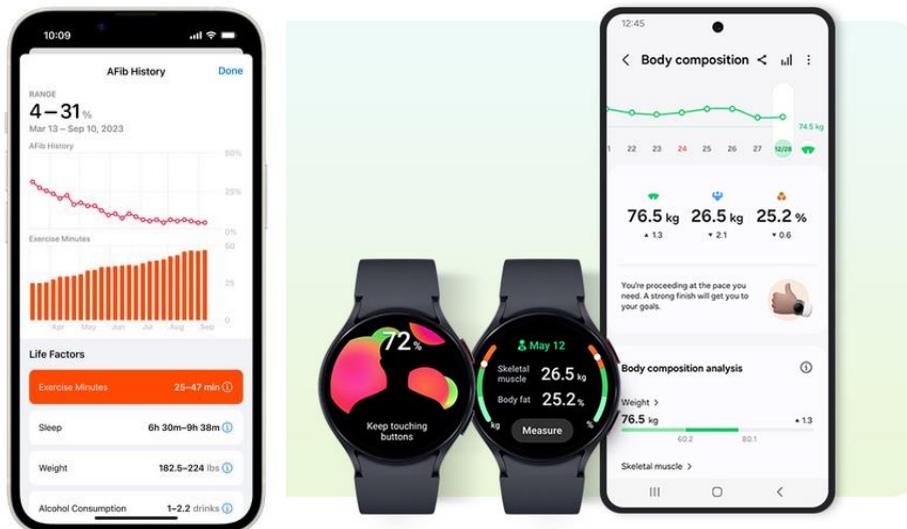 10:09
AFib History
Done
RANGE
4–31 %
Mar 13 – Sep 10, 2023
AFib History
50%
25%
0%
Exercise Minutes
50
25
0
Apr May Jun Jul Aug Sep
Life Factors
Exercise Minutes 25–47 min
Sleep 6h 30m–9h 38m
Weight 182.5–224 lbs
Alcohol Consumption 1–2.2 drinks
72%
Keep touching
buttons
May 12
Skeletal
muscle 26.5 kg
Body fat 25.2 %
kg %
Measure
12:45
Body composition
74.5 kg
22 23 24 25 26 27 12/28
76.5 kg 26.5 kg 25.2 %
▲ 1.3 ▼ 2.1 ▼ 0.6
You're proceeding at the pace you
need. A strong finish will get you to
your goals.
Body composition analysis
Weight >
76.5 kg ▲ 1.3
60.2 80.1
Skeletal muscle >